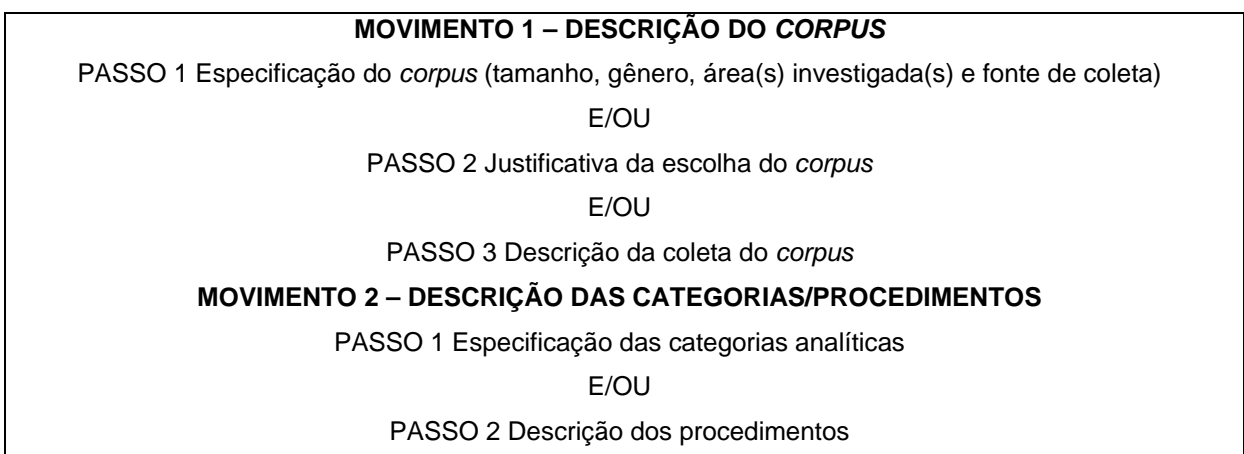 MOVIMENTO 1 – DESCRIÇÃO DO CORPUS
PASSO 1 Especificação do corpus (tamanho, gênero, área(s) investigada(s) e fonte de coleta)
E/OU
PASSO 2 Justificativa da escolha do corpus
E/OU
PASSO 3 Descrição da coleta do corpus
MOVIMENTO 2 – DESCRIÇÃO DAS CATEGORIAS/PROCEDIMENTOS
PASSO 1 Especificação das categorias analíticas
E/OU
PASSO 2 Descrição dos procedimentos